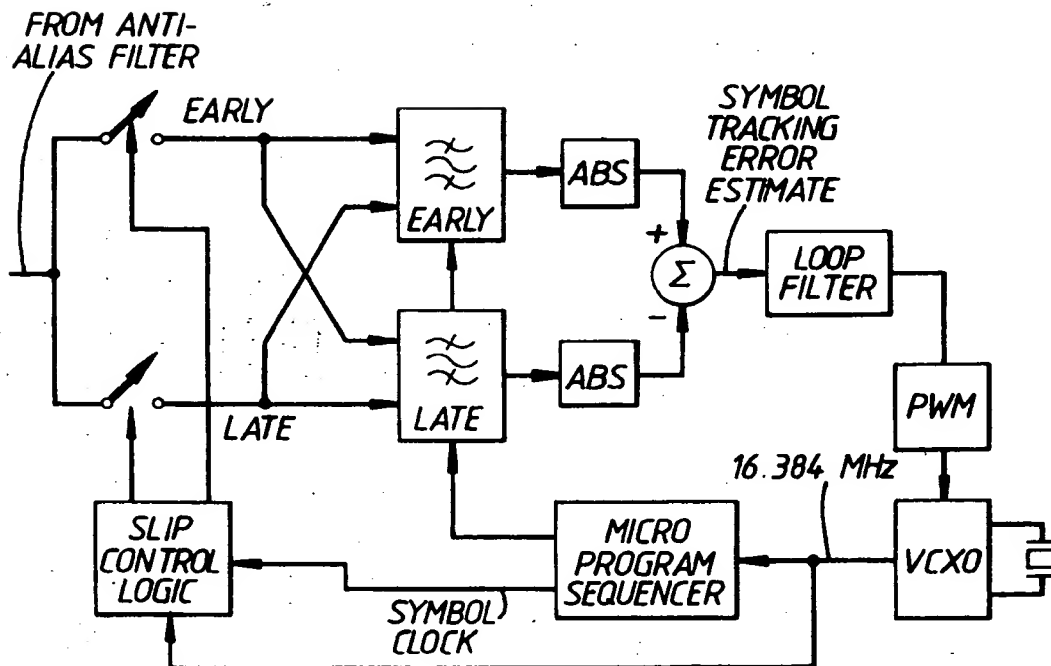 FROM ANTI-
ALIAS FILTER
EARLY
SYMBOL
TRACKING
ERROR
ESTIMATE
ABS
EARLY
+
Σ
-
LOOP
FILTER
ABS
LATE
LATE
PWM
16.384 MHz
SLIP
CONTROL
LOGIC
MICRO
PROGRAM
SEQUENCER
VCXO
SYMBOL
CLOCK